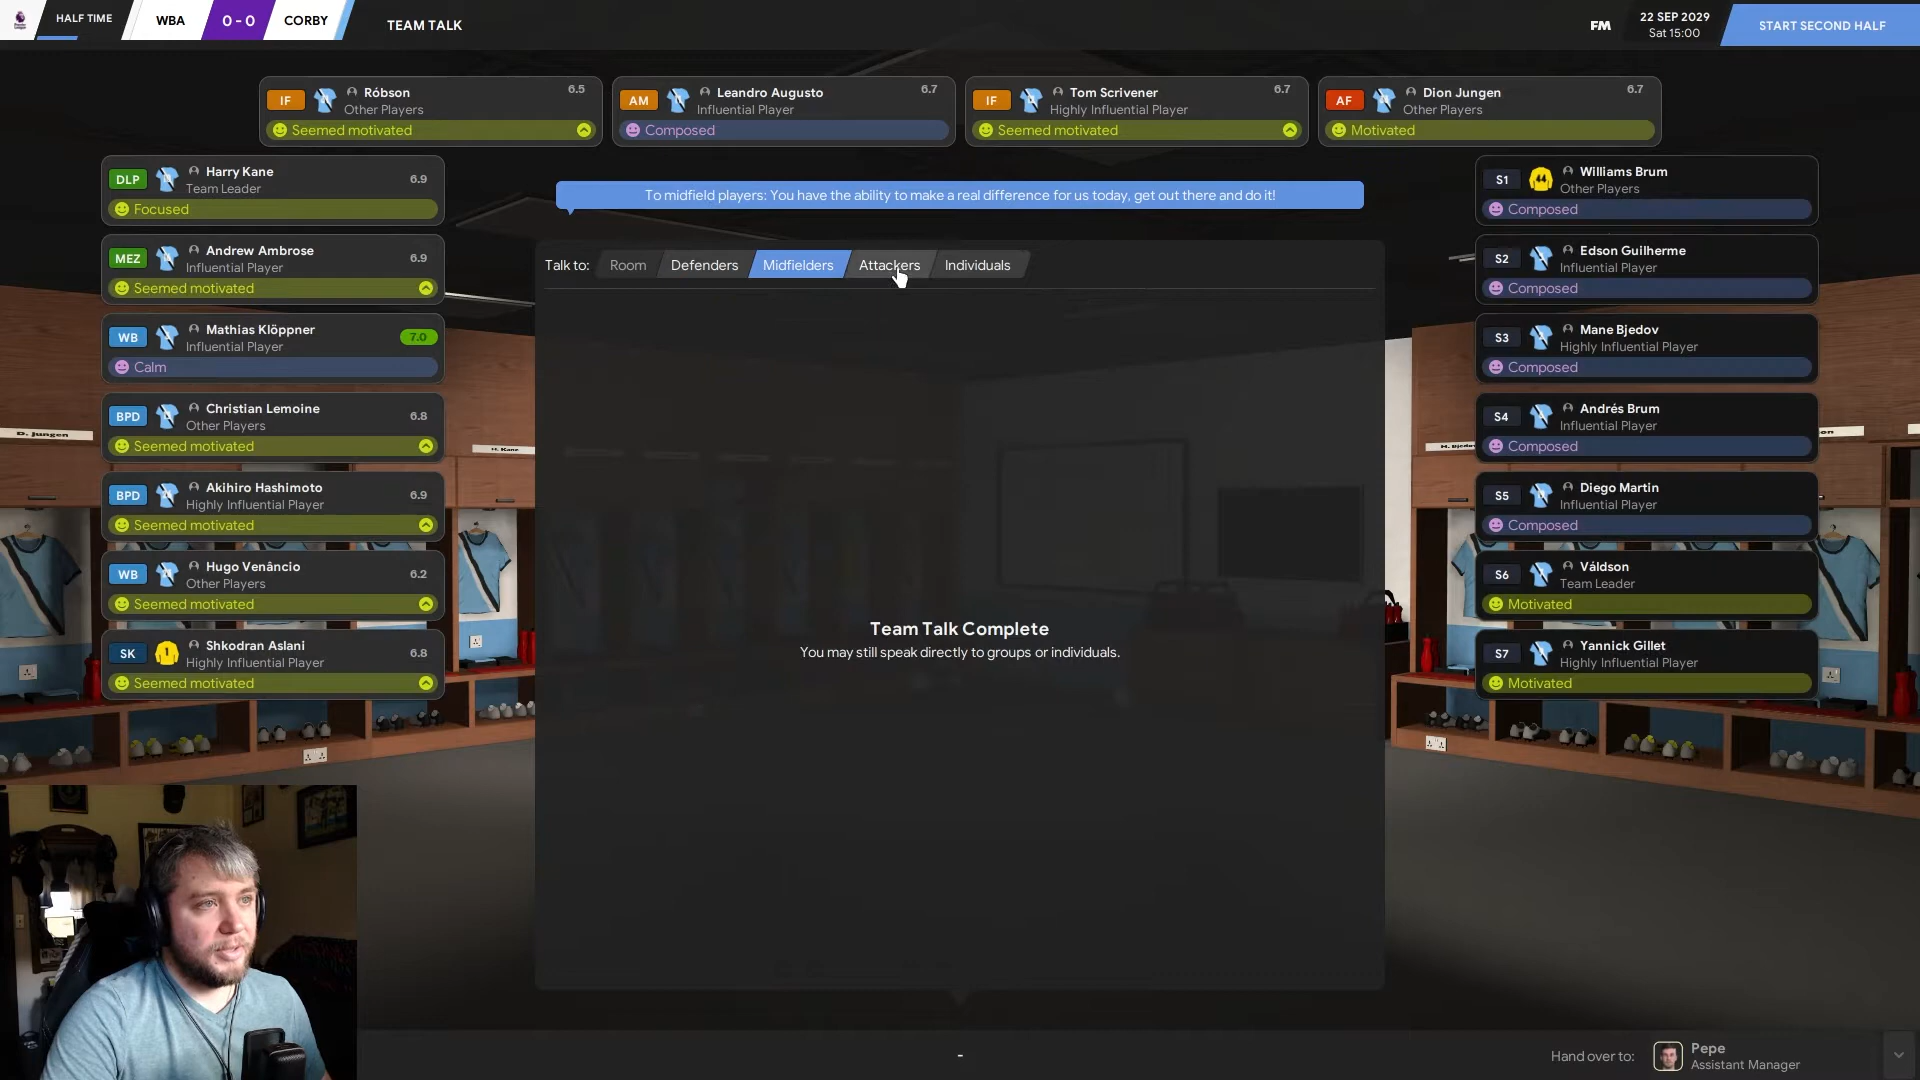 HALF TIME
WBA
0 - 0
CORBY
TEAM TALK
FM
22 SEP 2029
Sat 15:00
START SECOND HALF
IF
Róbson
Other Players
6.5
Seemed motivated
AM
Leandro Augusto
Influential Player
6.7
Composed
IF
Tom Scrivener
Highly Influential Player
6.7
Seemed motivated
AF
Dion Jungen
Other Players
6.7
Motivated
DLP
Harry Kane
Team Leader
6.9
Focused
MEZ
Andrew Ambrose
Influential Player
6.9
Seemed motivated
WB
Mathias Klöppner
Influential Player
7.0
Calm
BPD
Christian Lemoine
Other Players
6.8
Seemed motivated
BPD
Akihiro Hashimoto
Highly Influential Player
6.9
Seemed motivated
WB
Hugo Venâncio
Other Players
6.2
Seemed motivated
SK
1
Shkodran Aslani
Highly Influential Player
6.8
Seemed motivated
To midfield players: You have the ability to make a real difference for us today, get out there and do it!
Talk to: Room Defenders Midfielders Attackers Individuals
Team Talk Complete
You may still speak directly to groups or individuals.
S1
44
Williams Brum
Other Players
Composed
S2
Edson Guilherme
Influential Player
Composed
S3
Mane Bjedov
Highly Influential Player
Composed
S4
Andrés Brum
Influential Player
Composed
S5
Diego Martin
Influential Player
Composed
S6
Váldson
Team Leader
Motivated
S7
Yannick Gillet
Highly Influential Player
Motivated
D. Jungen
H. Kane
-
Hand over to:
Pepe
Assistant Manager